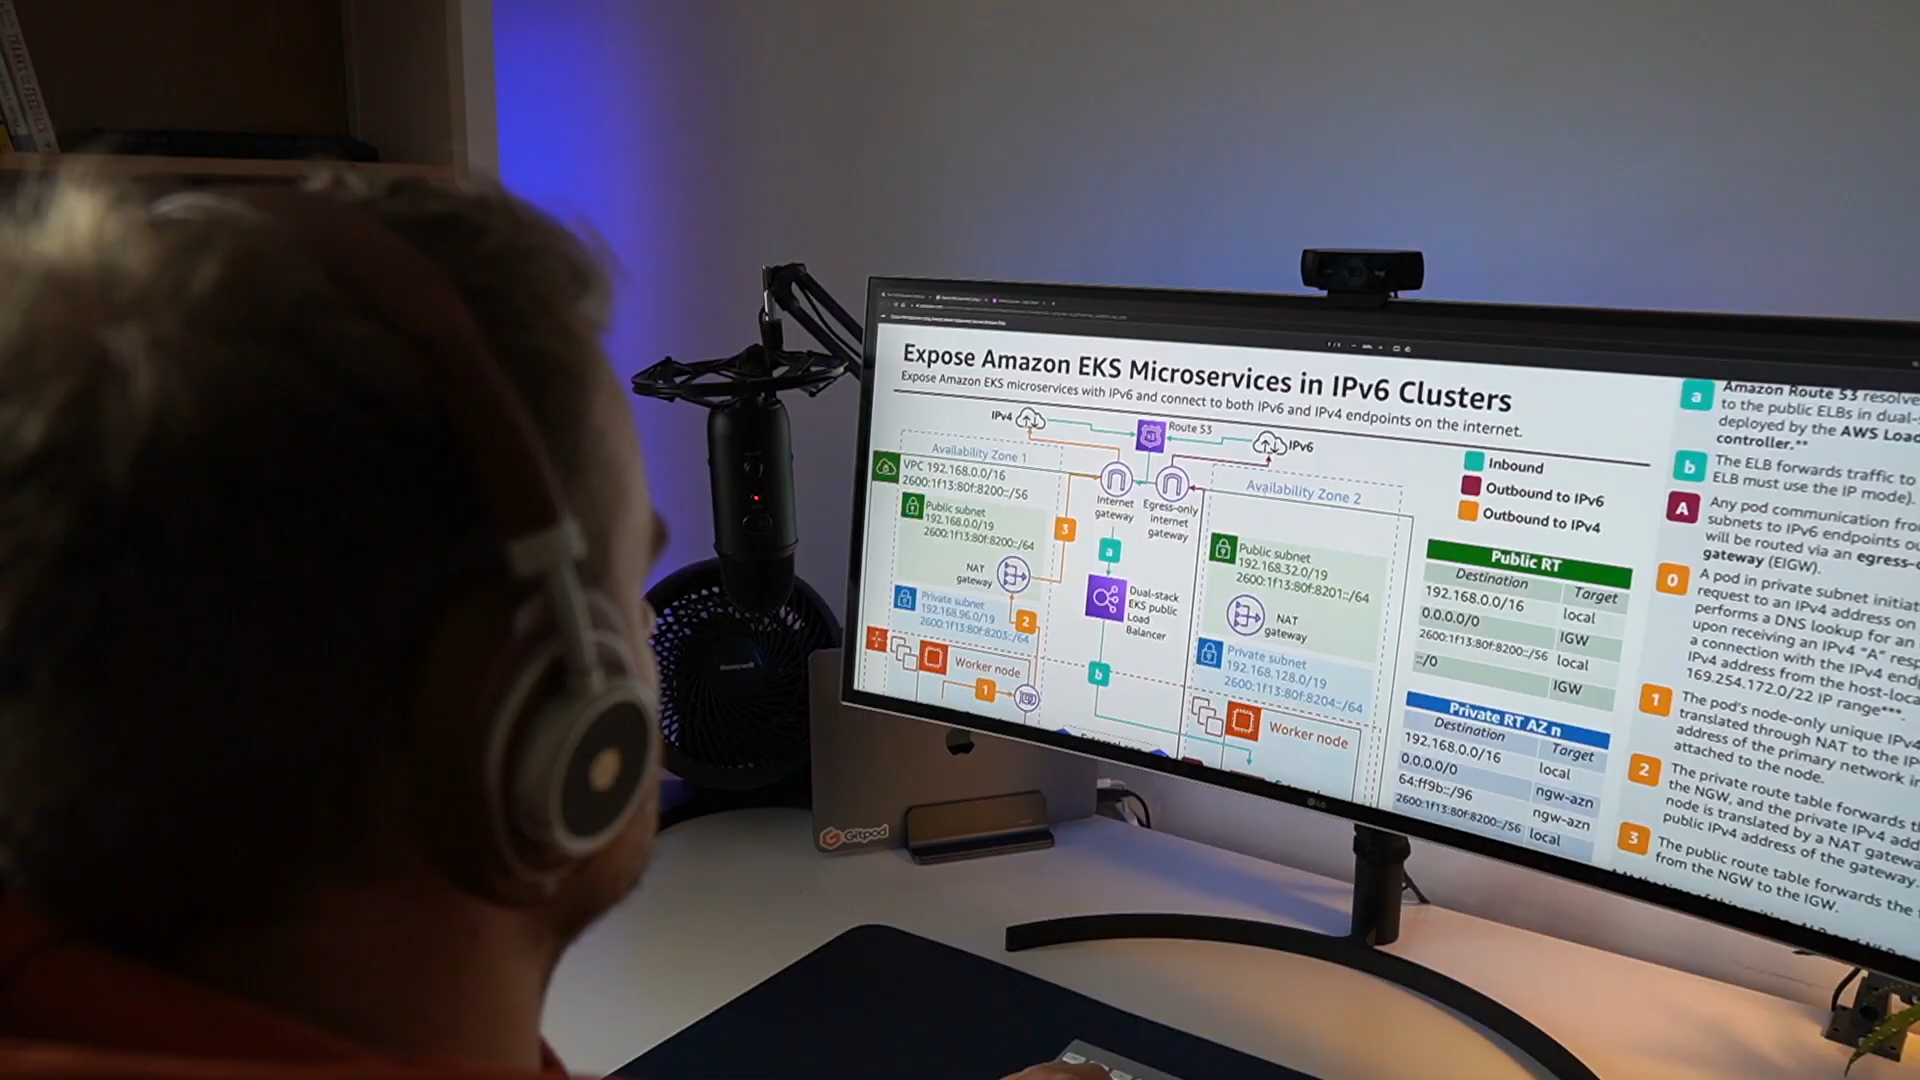 THANKS FOR THE FEEDBACK
Expose Amazon EKS Microservices in IPv6 Clusters
Expose Amazon EKS microservices with IPv6 and connect to both IPv6 and IPv4 endpoints on the internet.
IPv4
Route 53
IPv6
Availability Zone 1
VPC 192.168.0.0/16
2600:1f13:80f:8200::/56
Public subnet
192.168.0.0/19
2600:1f13:80f:8200::/64
NAT
gateway
Private subnet
192.168.96.0/19
2600:1f13:80f:8203::/64
Worker node
1
2
3
Internet
gateway
Egress-only
internet
gateway
a
Dual-stack
EKS public
Load
Balancer
b
Availability Zone 2
Public subnet
192.168.32.0/19
2600:1f13:80f:8201::/64
NAT
gateway
Private subnet
192.168.128.0/19
2600:1f13:80f:8204::/64
Worker node
Inbound
Outbound to IPv6
Outbound to IPv4
Public RT
Destination Target
192.168.0.0/16 local
0.0.0.0/0 IGW
2600:1f13:80f:8200::/56 local
::/0 IGW
Private RT AZ n
Destination Target
192.168.0.0/16 local
0.0.0.0/0 ngw-azn
64:ff9b::/96 ngw-azn
2600:1f13:80f:8200::/56 local
a
Amazon Route 53 resolve
to the public ELBs in dual-
deployed by the AWS Loa
controller.**
b
The ELB forwards traffic to
ELB must use the IP mode).
A
Any pod communication fro
subnets to IPv6 endpoints ou
will be routed via an egress-
gateway (EIGW).
0
A pod in private subnet initiat
request to an IPv4 address on
performs a DNS lookup for an
upon receiving an IPv4 "A" resp
a connection with the IPv4 end
IPv4 address from the host-loca
169.254.172.0/22 IP range***.
1
The pod's node-only unique IPv4
translated through NAT to the IP
address of the primary network in
attached to the node.
2
The private route table forwards t
the NGW, and the private IPv4 add
node is translated by a NAT gatewa
public IPv4 address of the gateway.
3
The public route table forwards the
from the NGW to the IGW.
LG
Honeywell
Gitpod